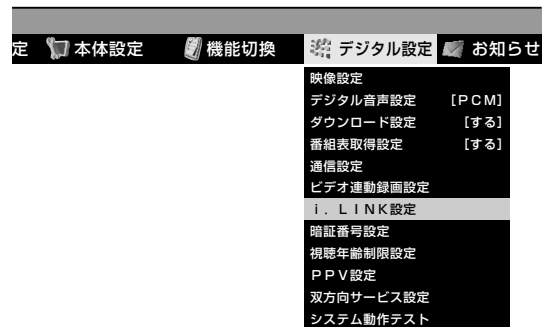 定 本体設定 機能切換 デジタル設定 お知らせ
映像設定
デジタル音声設定 [PCM]
ダウンロード設定 [する]
番組表取得設定 [する]
通信設定
ビデオ連動録画設定
i．LINK設定
暗証番号設定
視聴年齢制限設定
PPV設定
双方向サービス設定
システム動作テスト